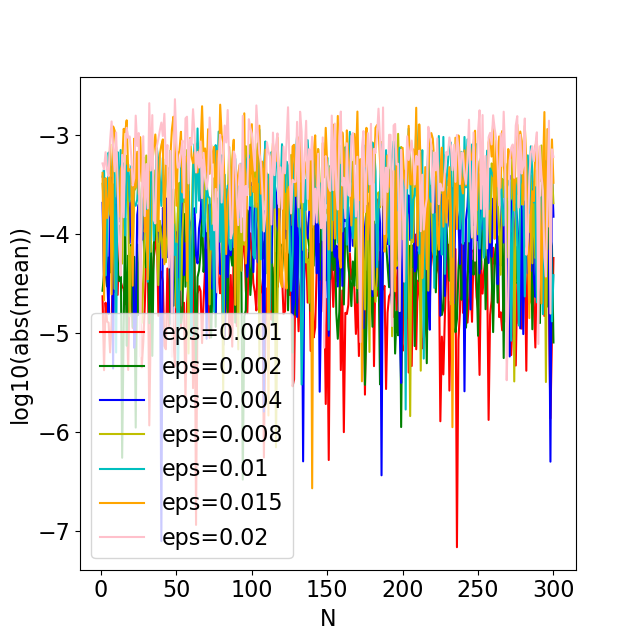 log10(abs(mean))
−3
−4
−5
−6
−7
eps=0.001
eps=0.002
eps=0.004
eps=0.008
eps=0.01
eps=0.015
eps=0.02
0 50 100 150 200 250 300
N